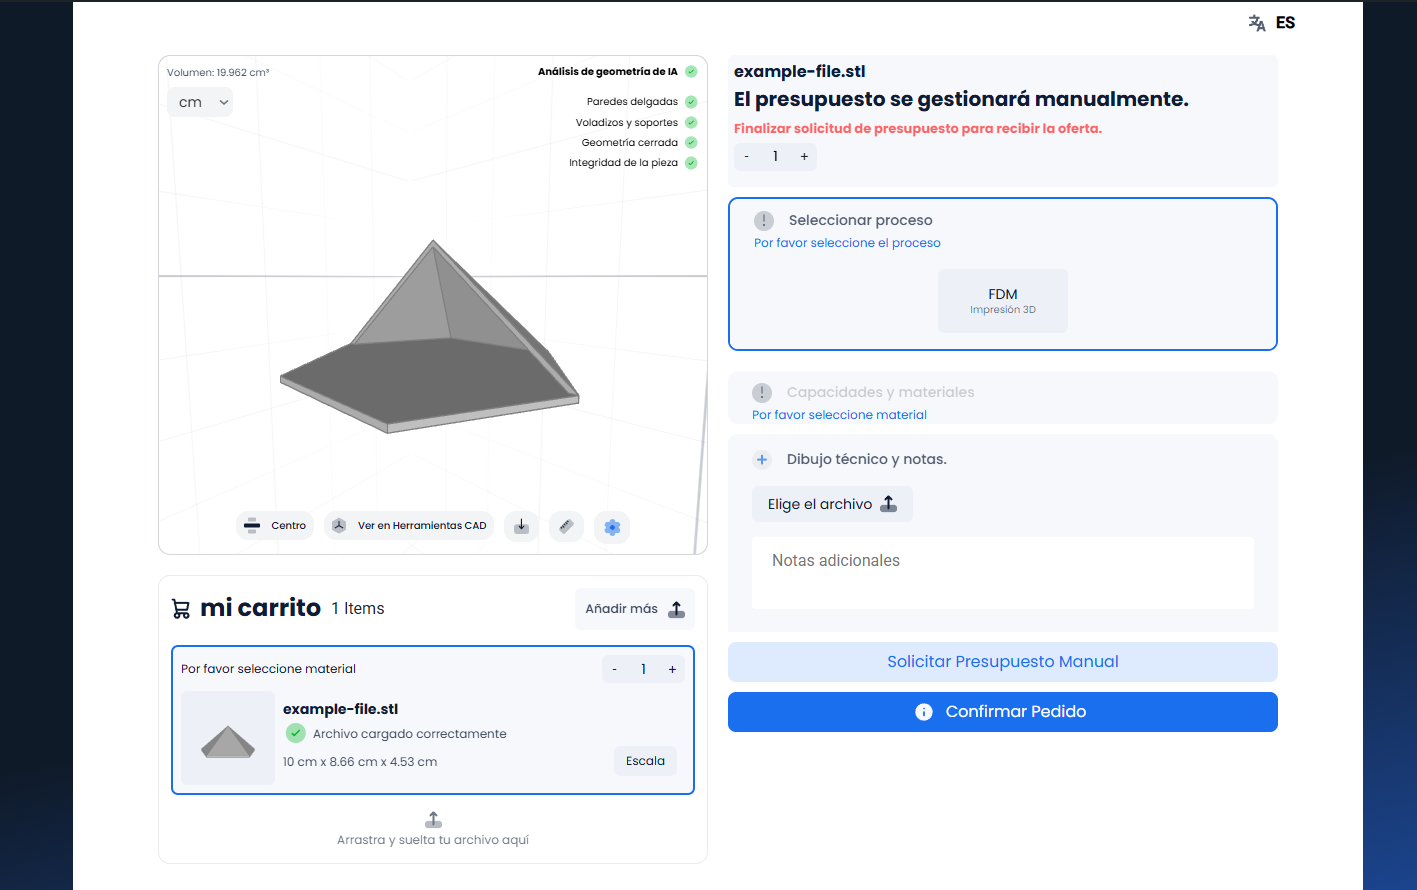 ES
Volumen: 19.962 cm³
cm
Análisis de geometría de IA
Paredes delgadas
Voladizos y soportes
Geometría cerrada
Integridad de la pieza
Centro
Ver en Herramientas CAD
mi carrito 1 Items
Añadir más
Por favor seleccione material
- 1 +
example-file.stl
Archivo cargado correctamente
10 cm x 8.66 cm x 4.53 cm
Escala
Arrastra y suelta tu archivo aquí
example-file.stl
El presupuesto se gestionará manualmente.
Finalizar solicitud de presupuesto para recibir la oferta.
- 1 +
Seleccionar proceso
Por favor seleccione el proceso
FDM
Impresión 3D
Capacidades y materiales
Por favor seleccione material
Dibujo técnico y notas.
Elige el archivo
Notas adicionales
Solicitar Presupuesto Manual
Confirmar Pedido